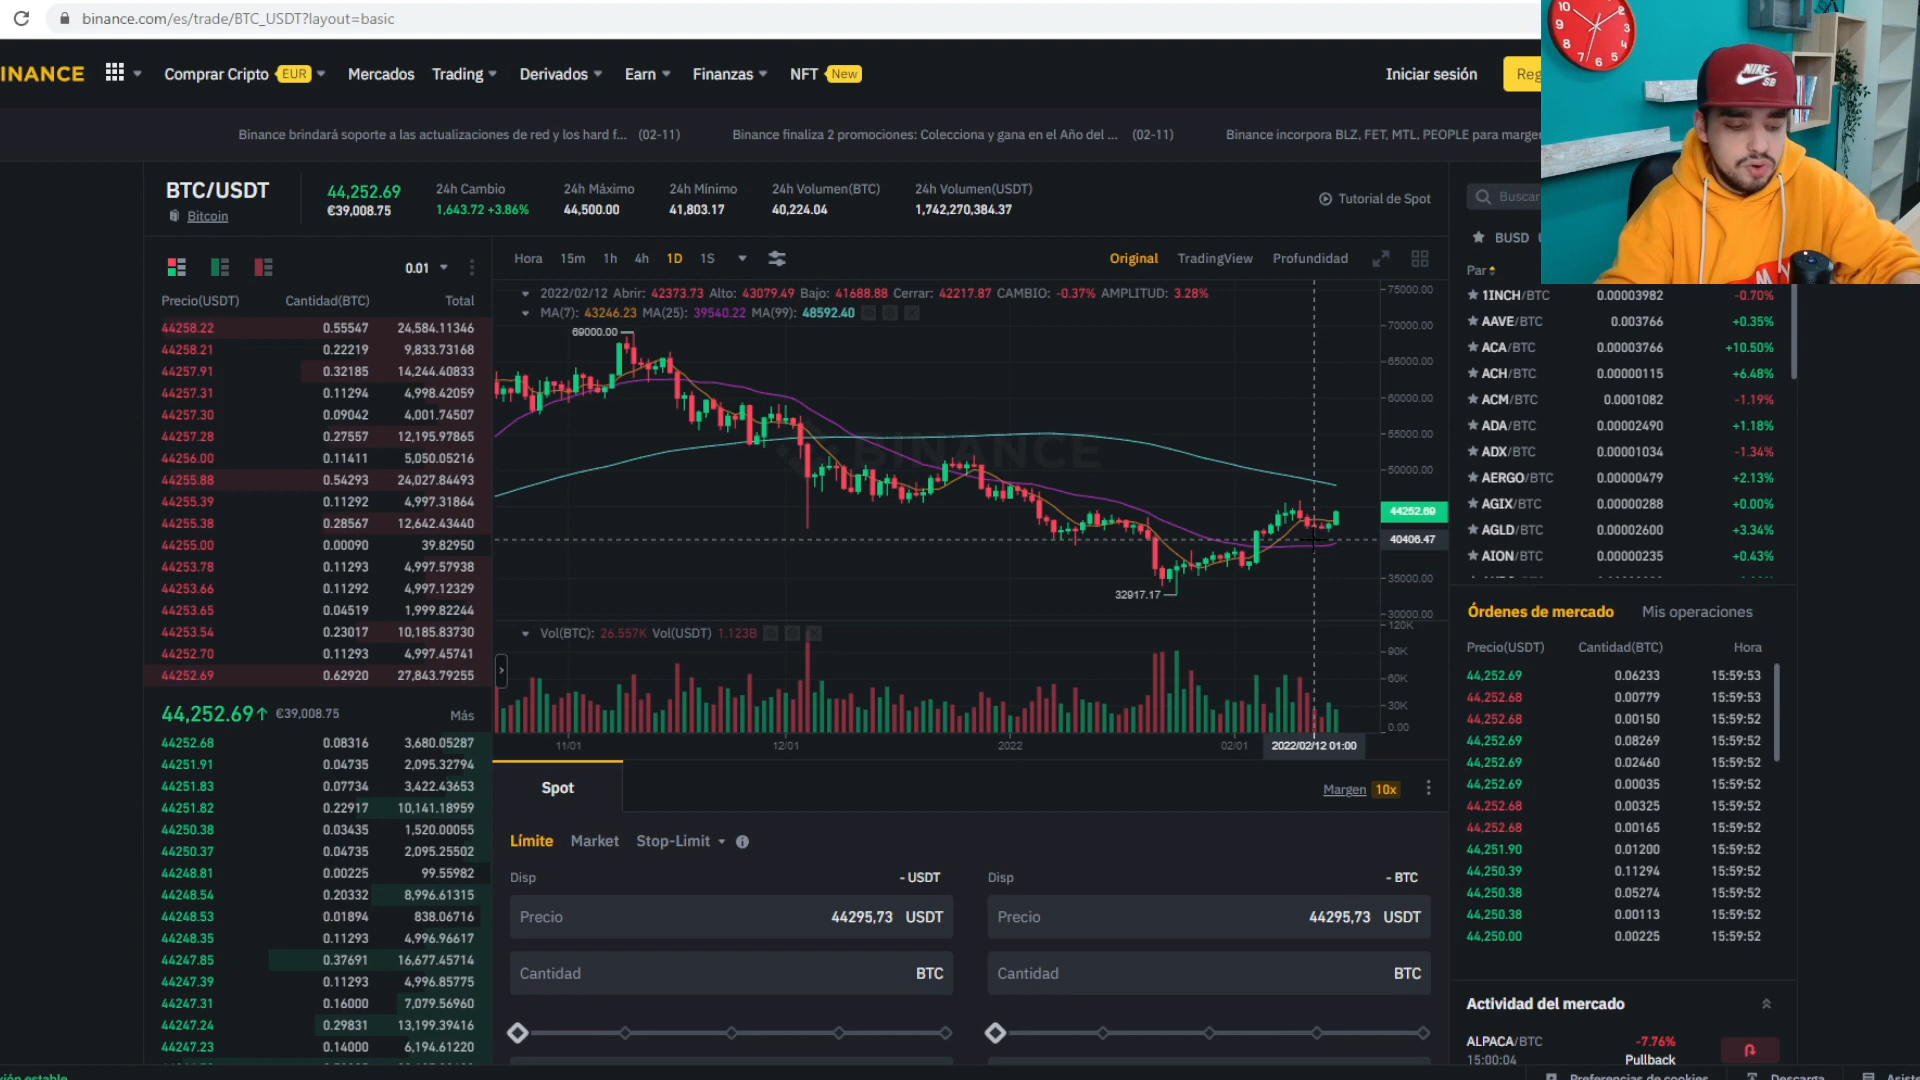 binance.com/es/trade/BTC_USDT?layout=basic
INANCE
Comprar Cripto EUR Mercados Trading Derivados Earn Finanzas NFT New
Iniciar sesión
Reg
Binance brindará soporte a las actualizaciones de red y los hard f... (02-11)
Binance finaliza 2 promociones: Colecciona y gana en el Año del ... (02-11)
Binance incorpora BLZ, FET, MTL, PEOPLE para margen
BTC/USDT
Bitcoin
44,252.69
€39,008.75
24h Cambio
1,643.72 +3.86%
24h Máximo
44,500.00
24h Mínimo
41,803.17
24h Volumen(BTC)
40,224.04
24h Volumen(USDT)
1,742,270,384.37
Tutorial de Spot
0.01
Precio(USDT) Cantidad(BTC) Total
44258.22 0.55547 24,584.11346
44258.21 0.22219 9,833.73168
44257.91 0.32185 14,244.40833
44257.31 0.11294 4,998.42059
44257.30 0.09042 4,001.74507
44257.28 0.27557 12,195.97865
44256.00 0.11411 5,050.05216
44255.88 0.54293 24,027.84493
44255.39 0.11292 4,997.31864
44255.38 0.28567 12,642.43440
44255.00 0.00090 39.82950
44253.78 0.11293 4,997.57938
44253.66 0.11292 4,997.12329
44253.65 0.04519 1,999.82244
44253.54 0.23017 10,185.83730
44252.70 0.11293 4,997.45741
44252.69 0.62920 27,843.79255
44,252.69↑ €39,008.75 Más
44252.68 0.08316 3,680.05287
44251.91 0.04735 2,095.32794
44251.83 0.07734 3,422.43653
44251.82 0.22917 10,141.18959
44250.38 0.03435 1,520.00055
44250.37 0.04735 2,095.25502
44248.81 0.00225 99.55982
44248.54 0.20332 8,996.61315
44248.53 0.01894 838.06716
44248.35 0.11293 4,996.96617
44247.85 0.37691 16,677.45714
44247.39 0.11293 4,996.85775
44247.31 0.16000 7,079.56960
44247.24 0.29831 13,199.39416
44247.23 0.14000 6,194.61220
Hora 15m 1h 4h 1D 1S
Original TradingView Profundidad
2022/02/12 Abrir: 42373.73 Alto: 43079.49 Bajo: 41688.88 Cerrar: 42217.87 CAMBIO: -0.37% AMPLITUD: 3.28%
MA(7): 43246.23 MA(25): 39540.22 MA(99): 48592.40
69000.00
BINANCE
32917.17
75000.00
70000.00
65000.00
60000.00
55000.00
50000.00
44252.69
40406.47
35000.00
30000.00
Vol(BTC): 26.557K Vol(USDT) 1.123B
120K
90K
60K
30K
0.00
11/01 12/01 2022 02/01 2022/02/12 01:00
Spot
Margen 10x
Límite Market Stop-Limit
Disp - USDT
Precio 44295,73 USDT
Cantidad BTC
Disp - BTC
Precio 44295,73 USDT
Cantidad BTC
Buscar
BUSD
Par
1INCH/BTC 0.00003982 -0.70%
AAVE/BTC 0.003766 +0.35%
ACA/BTC 0.00003766 +10.50%
ACH/BTC 0.00000115 +6.48%
ACM/BTC 0.0001082 -1.19%
ADA/BTC 0.00002490 +1.18%
ADX/BTC 0.00001034 -1.34%
AERGO/BTC 0.00000479 +2.13%
AGIX/BTC 0.00000288 +0.00%
AGLD/BTC 0.00002600 +3.34%
AION/BTC 0.00000235 +0.43%
Órdenes de mercado Mis operaciones
Precio(USDT) Cantidad(BTC) Hora
44,252.69 0.06233 15:59:53
44,252.68 0.00779 15:59:53
44,252.68 0.00150 15:59:52
44,252.69 0.08269 15:59:52
44,252.69 0.02460 15:59:52
44,252.69 0.00035 15:59:52
44,252.68 0.00325 15:59:52
44,252.68 0.00165 15:59:52
44,251.90 0.01200 15:59:52
44,250.39 0.11294 15:59:52
44,250.38 0.05274 15:59:52
44,250.38 0.00113 15:59:52
44,250.00 0.00225 15:59:52
Actividad del mercado
ALPACA/BTC -7.76%
15:00:04 Pullback
Preferencias de cookies Descarga
NIKE
SB
10
2
9
3
8
7
6
5